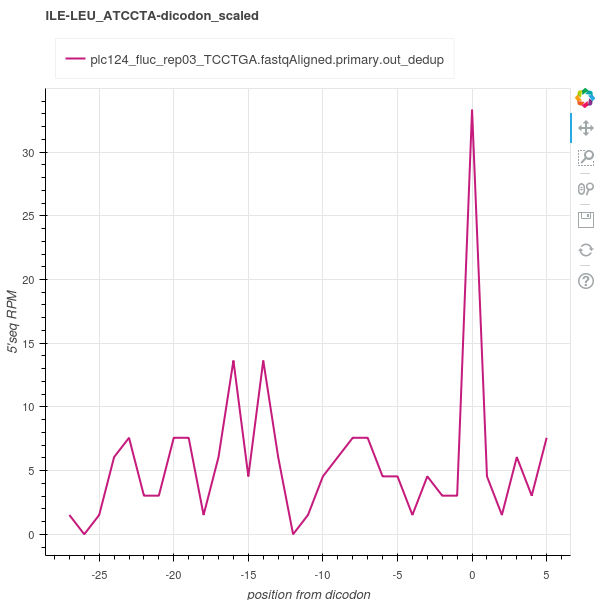 ILE-LEU_ATCCTA-dicodon_scaled
plc124_fluc_rep03_TCCTGA.fastqAligned.primary.out_dedup
30
25
20
15
10
5
0
5'seq RPM
-25 -20 -15 -10 -5 0 5
position from dicodon